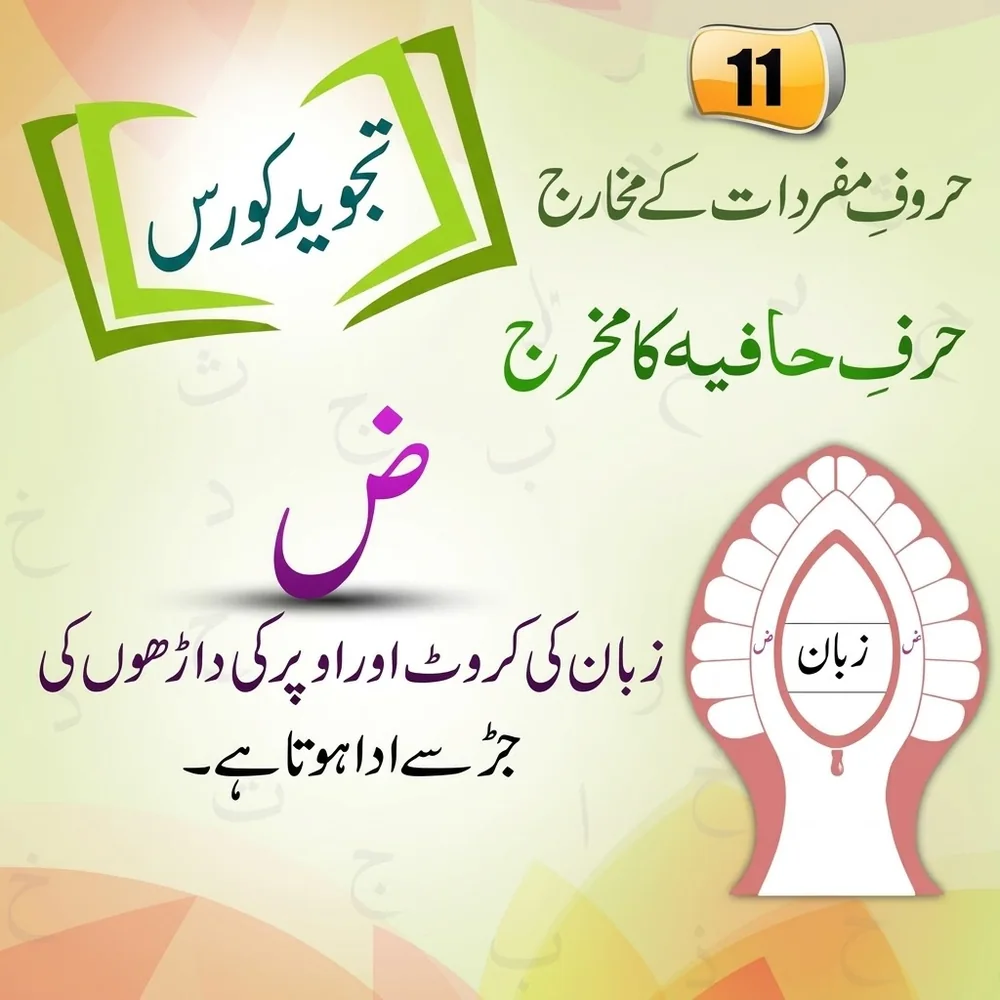 11
تجوید کورس
حروفِ مفردات کے مخارج
حرفِ حافیہ کا مخرج
ض
زبان کی کروٹ اور اوپر کی داڑھوں کی
جڑ سے ادا ہوتا ہے۔
ض زبان ض